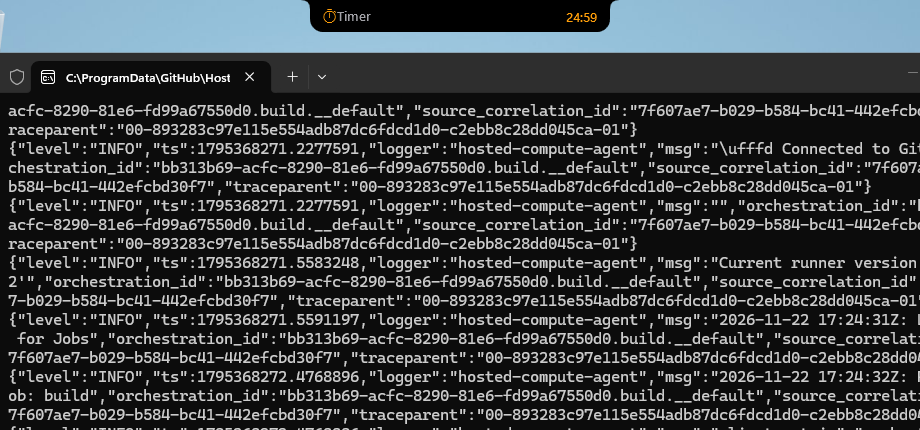 Timer 24:59
C:\ProgramData\GitHub\Host
acfc-8290-81e6-fd99a67550d0.build.__default","source_correlation_id":"7f607ae7-b029-b584-bc41-442efcb
raceparent":"00-893283c97e115e554adb87dc6fdcd1d0-c2ebb8c28dd045ca-01"}
{"level":"INFO","ts":1795368271.2277591,"logger":"hosted-compute-agent","msg":"\ufffd Connected to Git
chestration_id":"bb313b69-acfc-8290-81e6-fd99a67550d0.build.__default","source_correlation_id":"7f607a
b584-bc41-442efcbd30f7","traceparent":"00-893283c97e115e554adb87dc6fdcd1d0-c2ebb8c28dd045ca-01"}
{"level":"INFO","ts":1795368271.2277591,"logger":"hosted-compute-agent","msg":"","orchestration_id":"b
acfc-8290-81e6-fd99a67550d0.build.__default","source_correlation_id":"7f607ae7-b029-b584-bc41-442efcb
raceparent":"00-893283c97e115e554adb87dc6fdcd1d0-c2ebb8c28dd045ca-01"}
{"level":"INFO","ts":1795368271.5583248,"logger":"hosted-compute-agent","msg":"Current runner version
2'","orchestration_id":"bb313b69-acfc-8290-81e6-fd99a67550d0.build.__default","source_correlation_id"
7-b029-b584-bc41-442efcbd30f7","traceparent":"00-893283c97e115e554adb87dc6fdcd1d0-c2ebb8c28dd045ca-01"
{"level":"INFO","ts":1795368271.5591197,"logger":"hosted-compute-agent","msg":"2026-11-22 17:24:31Z:
for Jobs","orchestration_id":"bb313b69-acfc-8290-81e6-fd99a67550d0.build.__default","source_correlati
7f607ae7-b029-b584-bc41-442efcbd30f7","traceparent":"00-893283c97e115e554adb87dc6fdcd1d0-c2ebb8c28dd04
{"level":"INFO","ts":1795368272.4768896,"logger":"hosted-compute-agent","msg":"2026-11-22 17:24:32Z:
ob: build","orchestration_id":"bb313b69-acfc-8290-81e6-fd99a67550d0.build.__default","source_correlat
7f607ae7-b029-b584-bc41-442efcbd30f7","traceparent":"00-893283c97e115e554adb87dc6fdcd1d0-c2ebb8c28dd04